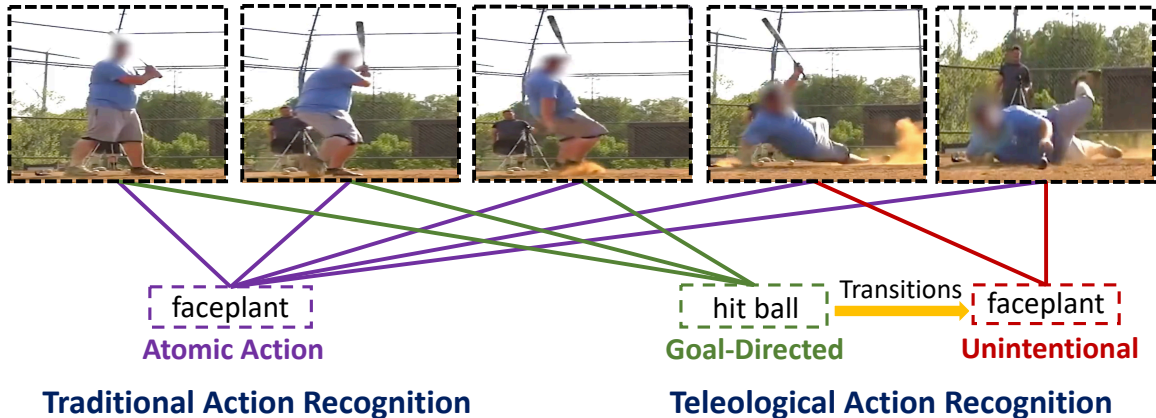 Transitions
faceplant
hit ball
faceplant
Atomic Action
Goal-Directed
Unintentional
Traditional Action Recognition
Teleological Action Recognition